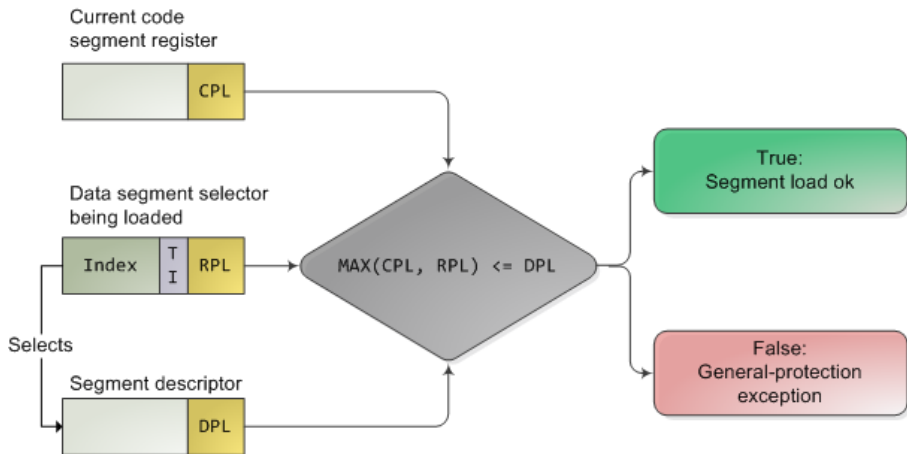 Current code
segment register
CPL
Data segment selector
being loaded
Index
T
I
RPL
Selects
Segment descriptor
DPL
MAX(CPL, RPL) <= DPL
True:
Segment load ok
False:
General-protection
exception